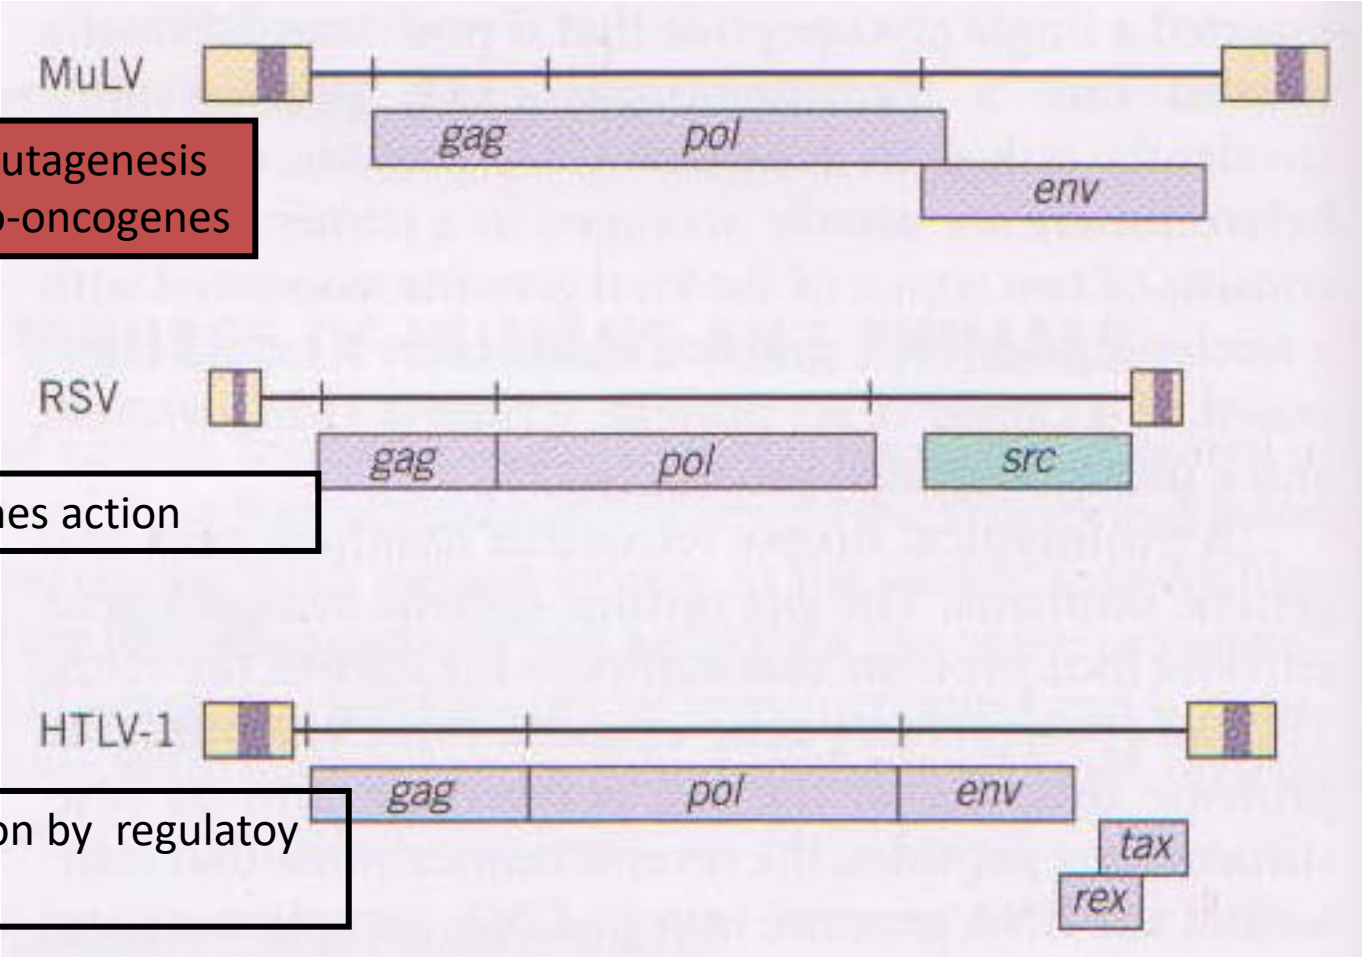 MuLV
gag pol
env
utagenesis
o-oncogenes
RSV
gag pol src
nes action
HTLV-1
gag pol env
tax
rex
on by regulatoy